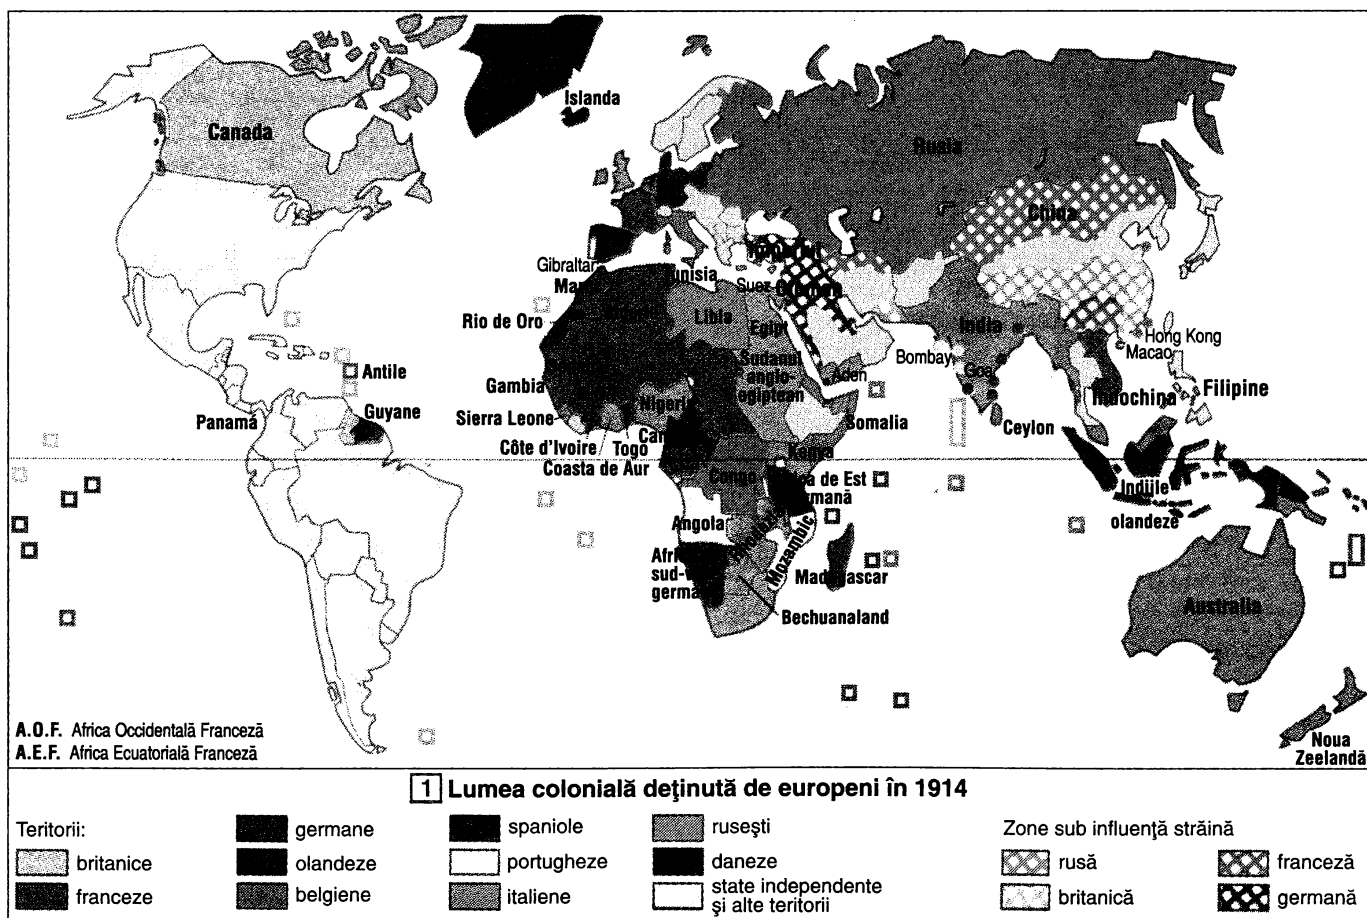 Islanda
Canada
Rusia
China
Gibraltar
Tunisia
Suez
Rio de Oro
Libia
Egipt
India
Hong Kong
Macao
Bombay
Goa
Aden
Antile
Gambia
Sudanul
anglo-
egiptean
Indochina
Filipine
Guyane
Panamá
Sierra Leone
Nigeria
Somalia
Ceylon
Côte d'Ivoire
Togo
Coasta de Aur
Kenya
Congo
de Est
Indiile
olandeze
Angola
Mozambic
Madagascar
Bechuanaland
Australia
Noua
Zeelandă
A.O.F. Africa Occidentală Franceză
A.E.F. Africa Ecuatorială Franceză
1 Lumea colonială deţinută de europeni în 1914
Teritorii:
britanice
franceze
germane
olandeze
belgiene
spaniole
portugheze
italiene
ruseşti
daneze
state independente
şi alte teritorii
Zone sub influenţă străină
rusă
britanică
franceză
germană